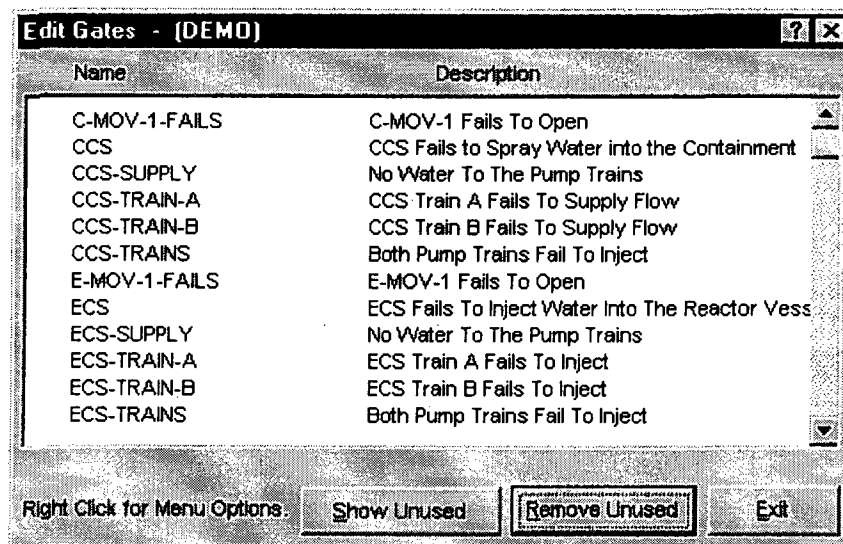 Edit Gates - (DEMO)
Name Description
C-MOV-1-FAILS C-MOV-1 Fails To Open
CCS CCS Fails to Spray Water into the Containment
CCS-SUPPLY No Water To The Pump Trains
CCS-TRAIN-A CCS Train A Fails To Supply Flow
CCS-TRAIN-B CCS Train B Fails To Supply Flow
CCS-TRAINS Both Pump Trains Fail To Inject
E-MOV-1-FAILS E-MOV-1 Fails To Open
ECS ECS Fails To Inject Water Into The Reactor Vess
ECS-SUPPLY No Water To The Pump Trains
ECS-TRAIN-A ECS Train A Fails To Inject
ECS-TRAIN-B ECS Train B Fails To Inject
ECS-TRAINS Both Pump Trains Fail To Inject
Right Click for Menu Options. Show Unused Remove Unused Exit